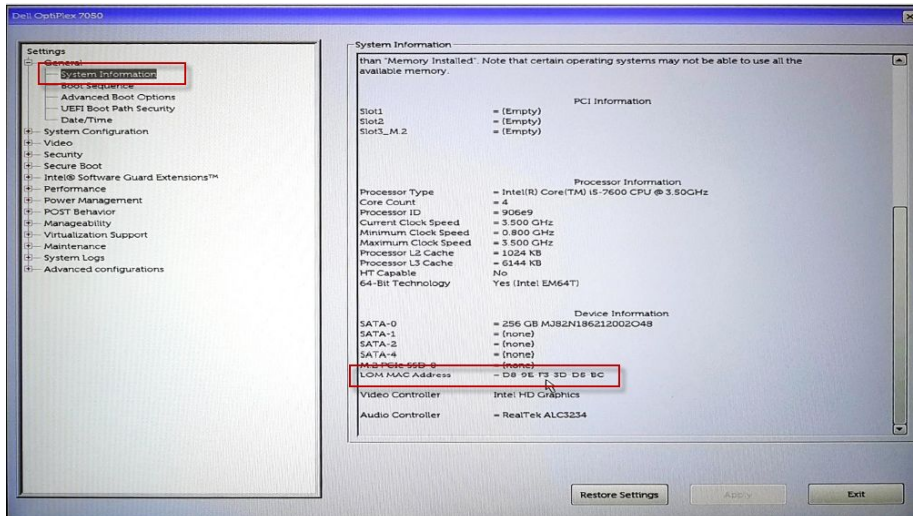 Dell OptiPlex 7050
Settings
General
System Information
Boot Sequence
Advanced Boot Options
UEFI Boot Path Security
Date/Time
System Configuration
Video
Security
Secure Boot
Intel® Software Guard Extensions™
Performance
Power Management
POST Behavior
Manageability
Virtualization Support
Maintenance
System Logs
Advanced configurations
System Information
than "Memory Installed". Note that certain operating systems may not be able to use all the
available memory.
PCI Information
Slot1 = (Empty)
Slot2 = (Empty)
Slot3_M.2 = (Empty)
Processor Information
Processor Type = Intel(R) Core(TM) i5-7600 CPU @ 3.50GHz
Core Count = 4
Processor ID = 906e9
Current Clock Speed = 3.500 GHz
Minimum Clock Speed = 0.800 GHz
Maximum Clock Speed = 3.500 GHz
Processor L2 Cache = 1024 KB
Processor L3 Cache = 6144 KB
HT Capable No
64-Bit Technology Yes (Intel EM64T)
Device Information
SATA-0 = 256 GB MJ82N186212002O48
SATA-1 = (none)
SATA-2 = (none)
SATA-4 = (none)
M.2 PCIe SSD-0 = (none)
LOM MAC Address = D8 9E F3 3D D5 BC
Video Controller Intel HD Graphics
Audio Controller = RealTek ALC3234
Restore Settings
Apply
Exit